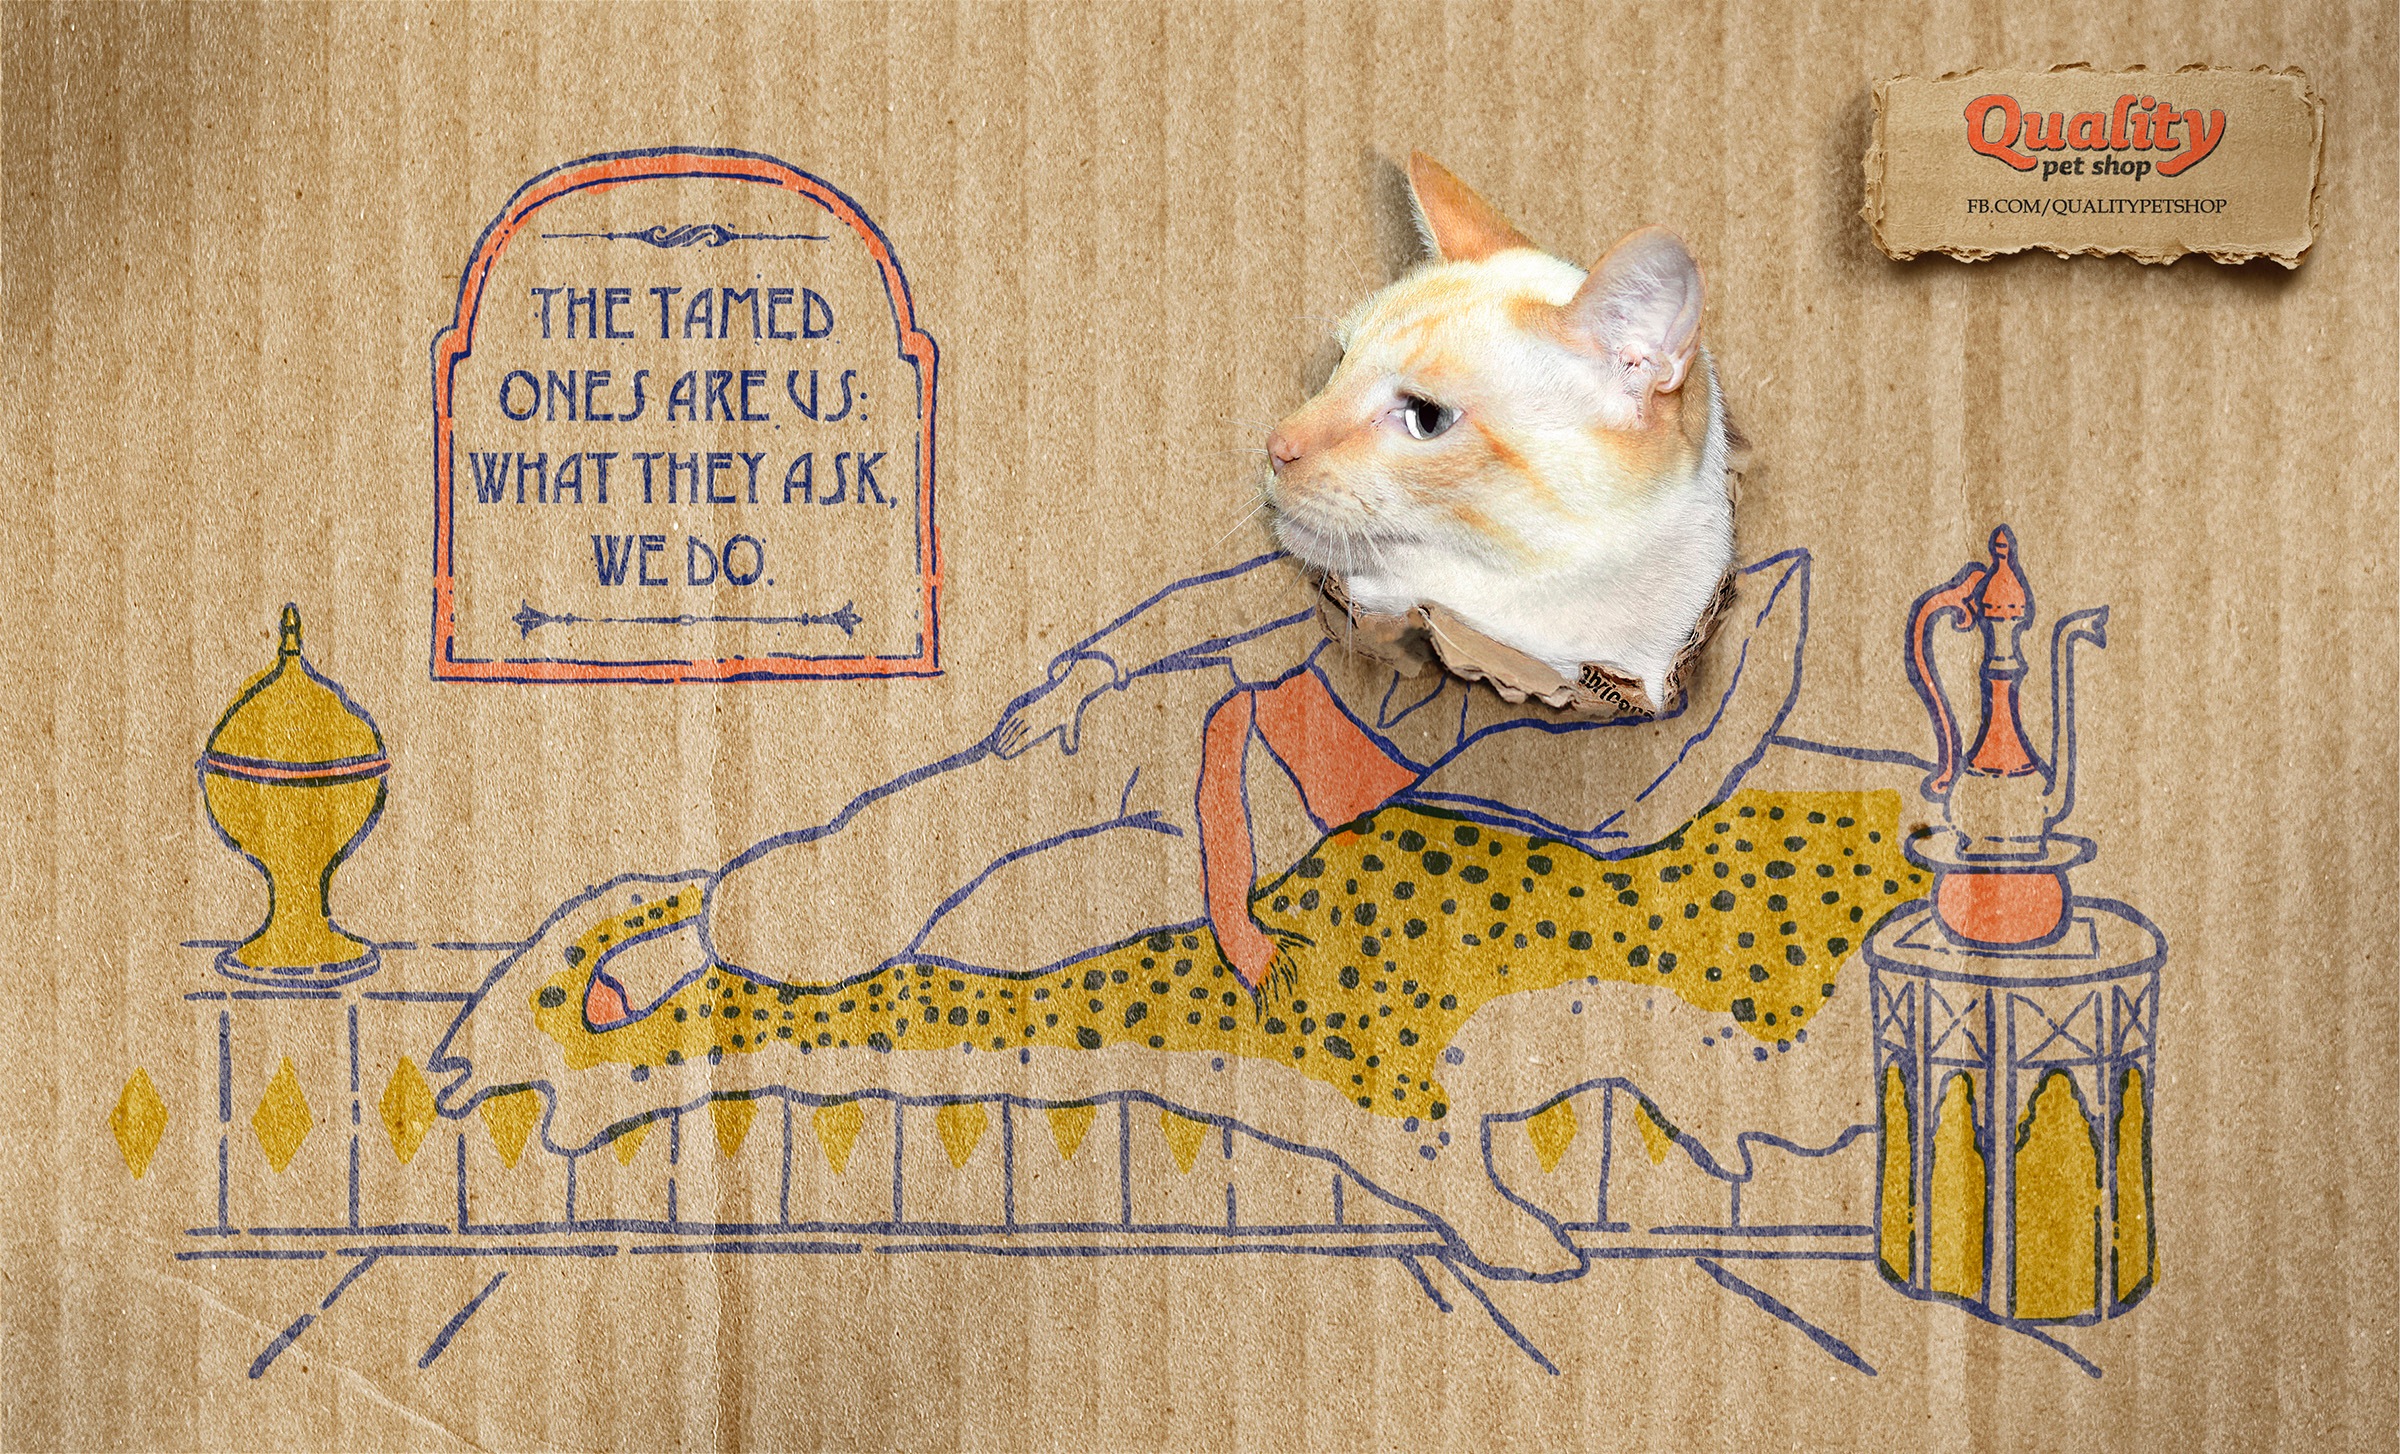 THE TAMED
ONES ARE US:
WHAT THEY ASK,
WE DO.
Quality
pet shop
FB.COM/QUALITYPETSHOP